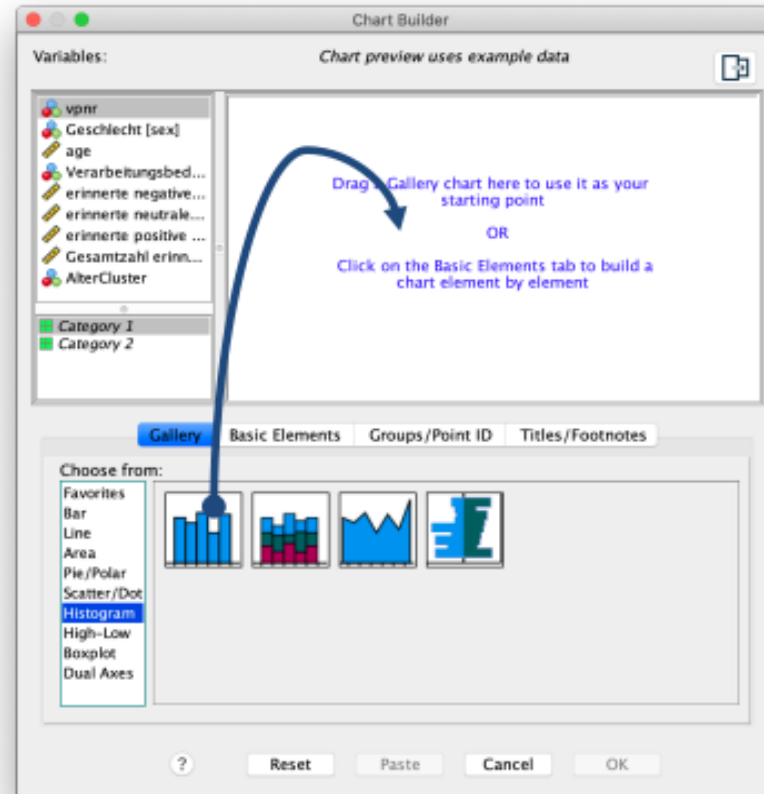 Chart Builder
Variables:
Chart preview uses example data
vpnr
Geschlecht [sex]
age
Verarbeitungsbed...
erinnerte negative...
erinnerte neutrale...
erinnerte positive ...
Gesamtzahl erinn...
AlterCluster
Category 1
Category 2
Drag a Gallery chart here to use it as your
starting point
OR
Click on the Basic Elements tab to build a
chart element by element
Gallery
Basic Elements
Groups/Point ID
Titles/Footnotes
Choose from:
Favorites
Bar
Line
Area
Pie/Polar
Scatter/Dot
Histogram
High-Low
Boxplot
Dual Axes
?
Reset
Paste
Cancel
OK